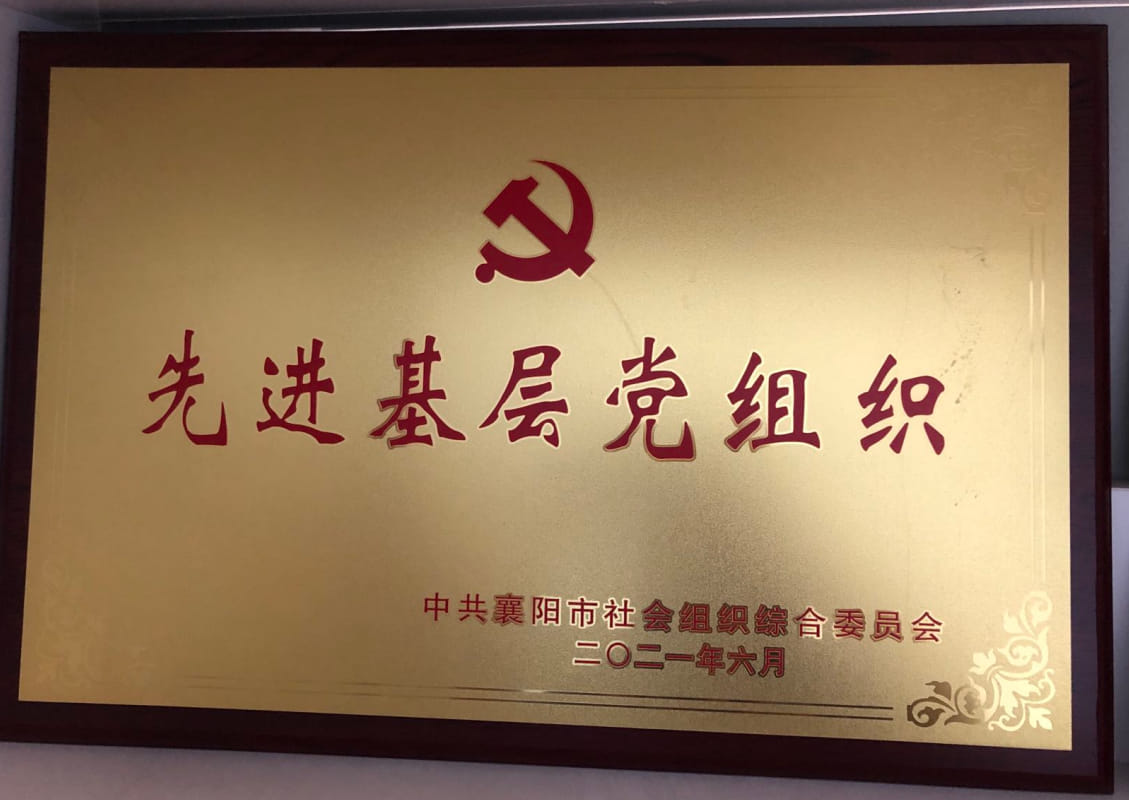 先进基层党组织
中共襄阳市社会组织综合委员会
二〇二一年六月